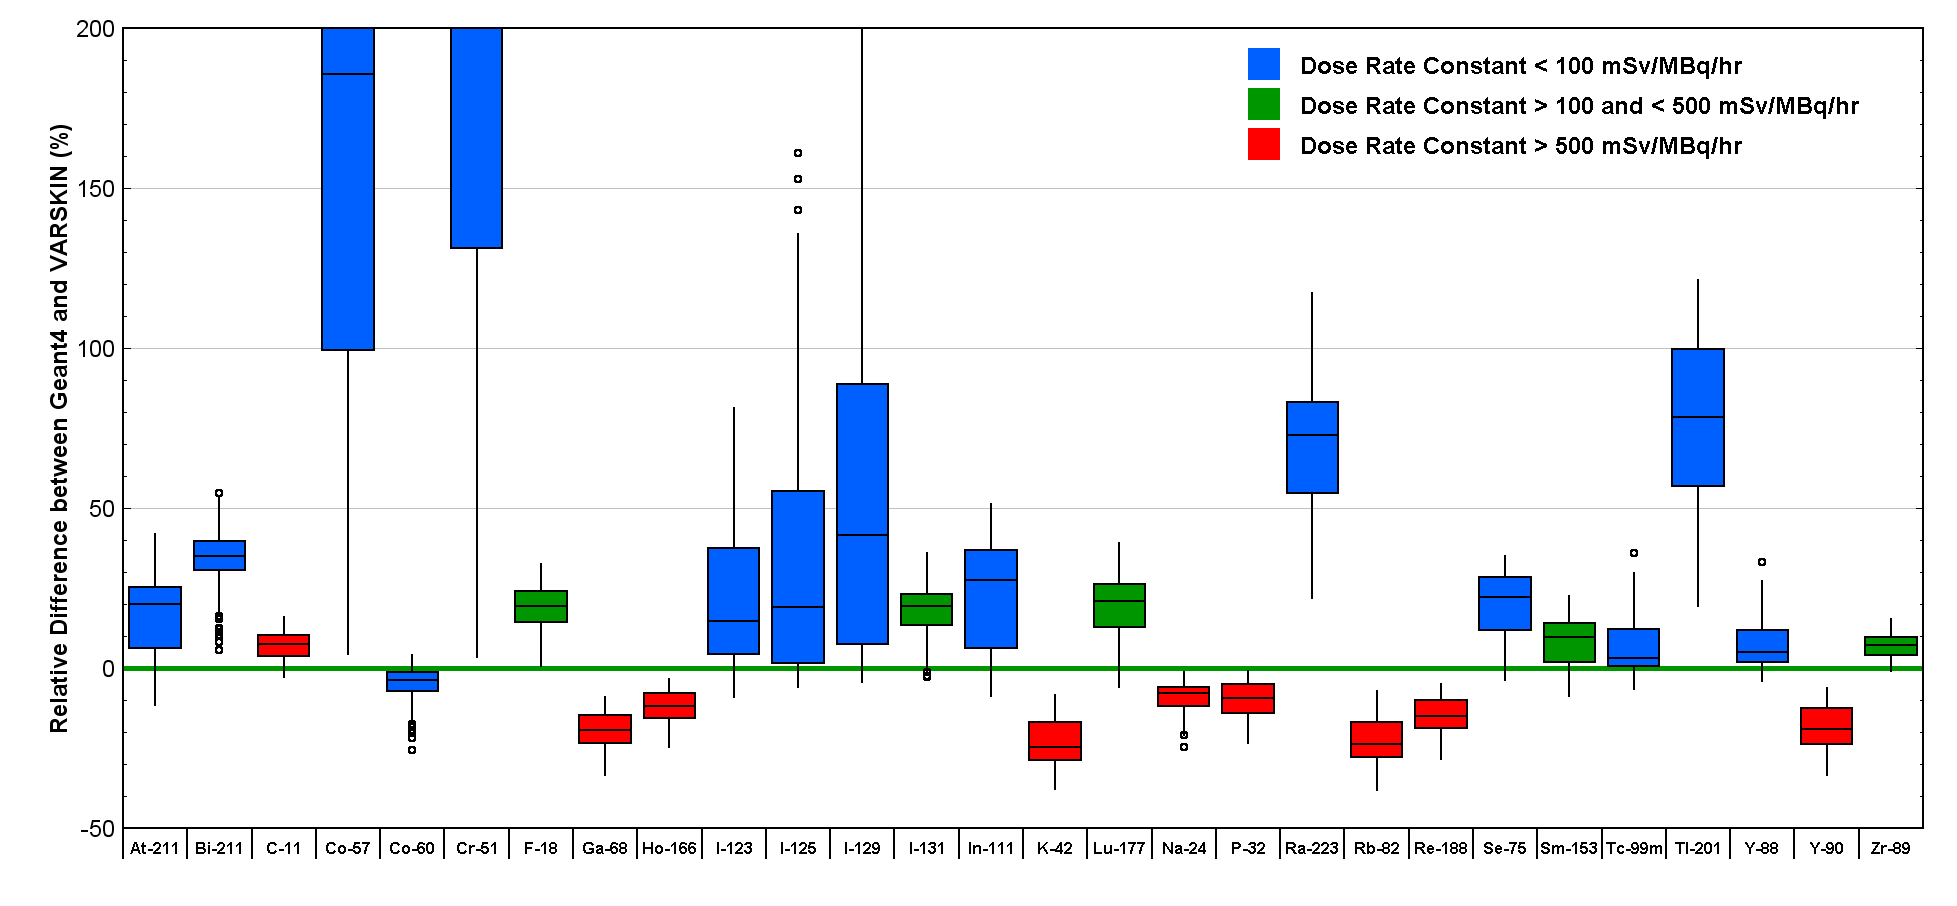 Relative Difference between Geant4 and VARSKIN (%)
200
150
100
50
0
-50
Dose Rate Constant < 100 mSv/MBq/hr
Dose Rate Constant > 100 and < 500 mSv/MBq/hr
Dose Rate Constant > 500 mSv/MBq/hr
At-211 Bi-211 C-11 Co-57 Co-60 Cr-51 F-18 Ga-68 Ho-166 I-123 I-125 I-129 I-131 In-111 K-42 Lu-177 Na-24 P-32 Ra-223 Rb-82 Re-188 Se-75 Sm-153 Tc-99m Tl-201 Y-88 Y-90 Zr-89